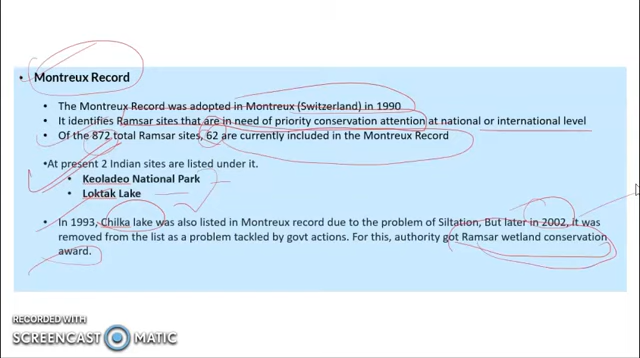 • Montreux Record
• The Montreux Record was adopted in Montreux (Switzerland) in 1990
• It identifies Ramsar sites that are in need of priority conservation attention at national or international level
• Of the 872 total Ramsar sites, 62 are currently included in the Montreux Record
•At present 2 Indian sites are listed under it.
• Keoladeo National Park
• Loktak Lake
• In 1993, Chilka lake was also listed in Montreux record due to the problem of Siltation, But later in 2002, it was
removed from the list as a problem tackled by govt actions. For this, authority got Ramsar wetland conservation
award.
RECORDED WITH
SCREENCAST MATIC